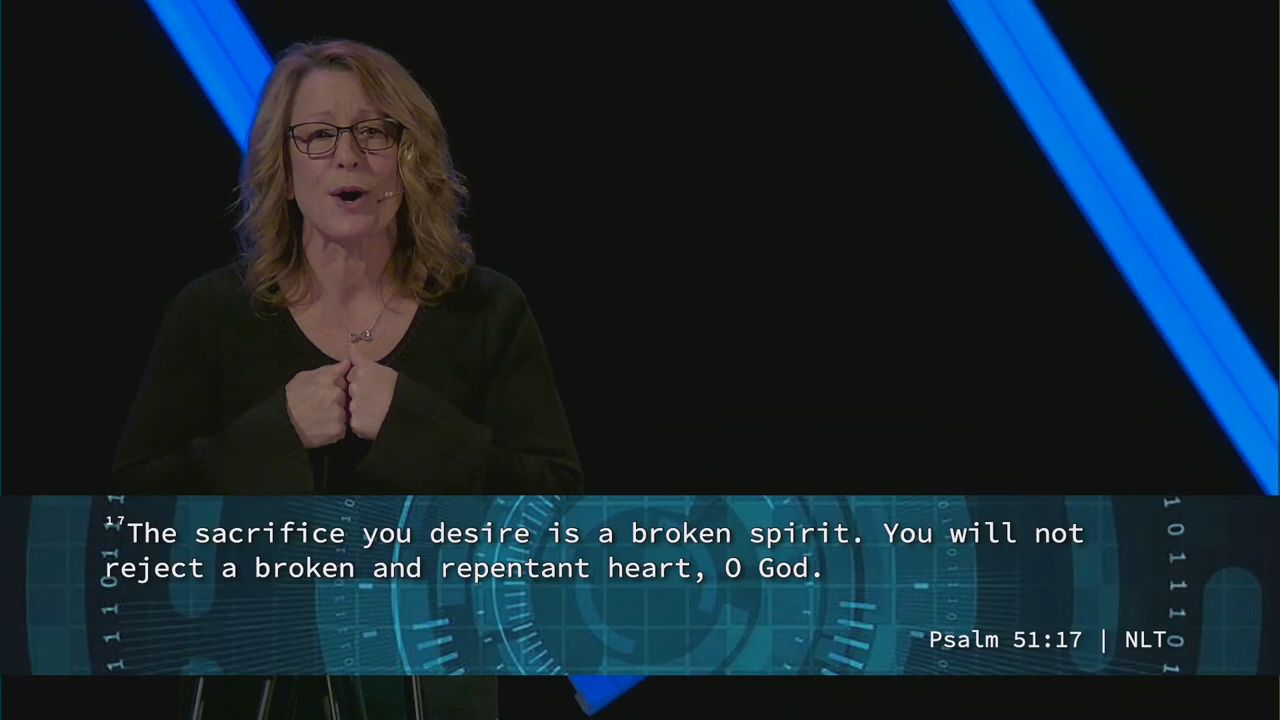 17The sacrifice you desire is a broken spirit. You will not
reject a broken and repentant heart, O God.
Psalm 51:17 | NLT